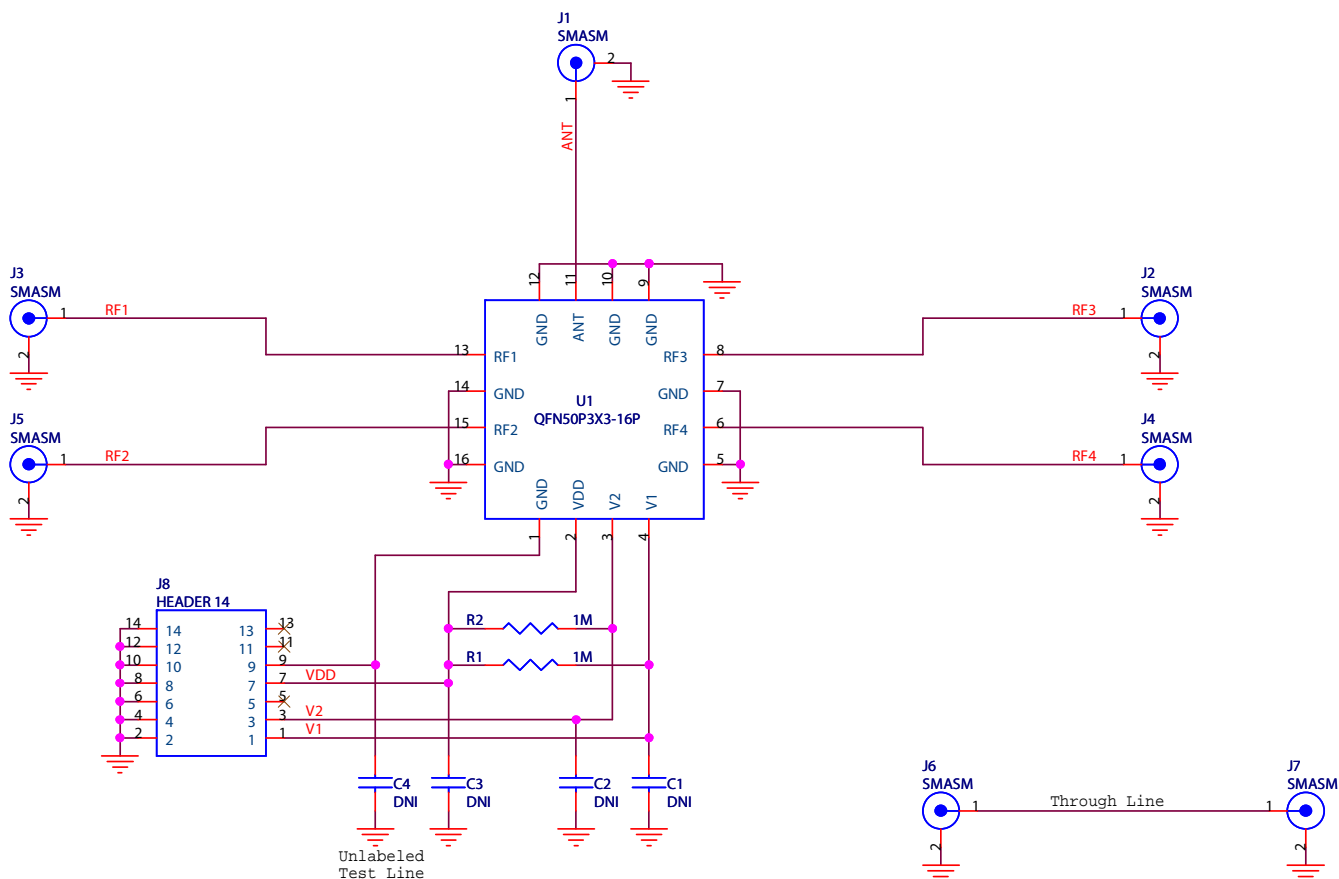 J1
SMASM
2
1
ANT
J3
SMASM
1
RF1
2
J2
SMASM
RF3
1
2
12
11
10
9
GND
ANT
GND
GND
13
RF1
RF3
8
14
GND
GND
7
U1
QFN50P3X3-16P
15
RF2
RF4
6
16
GND
GND
5
GND
VDD
V2
V1
1
2
3
4
J5
SMASM
1
RF2
2
J4
SMASM
RF4
1
2
J8
HEADER 14
14
14
13
13
12
12
11
11
10
10
9
9
8
8
7
7
VDD
6
6
5
5
4
4
3
3
V2
2
2
1
1
V1
R2
1M
R1
1M
C4
DNI
C3
DNI
C2
DNI
C1
DNI
Unlabeled
Test Line
J6
SMASM
1
2
Through Line
J7
SMASM
1
2